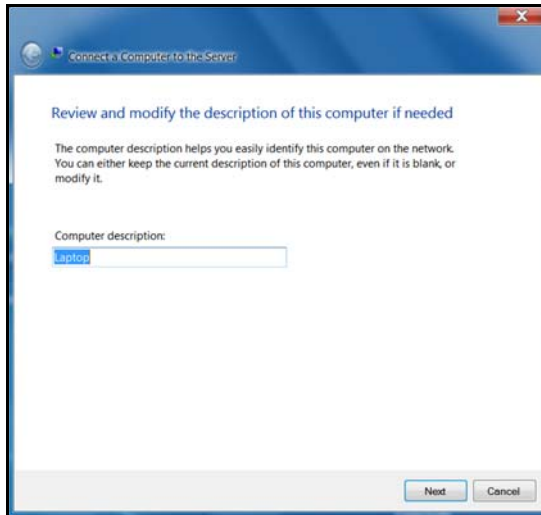 Connect a Computer to the Server
Review and modify the description of this computer if needed
The computer description helps you easily identify this computer on the network.
You can either keep the current description of this computer, even if it is blank, or
modify it.
Computer description:
Laptop
Next
Cancel